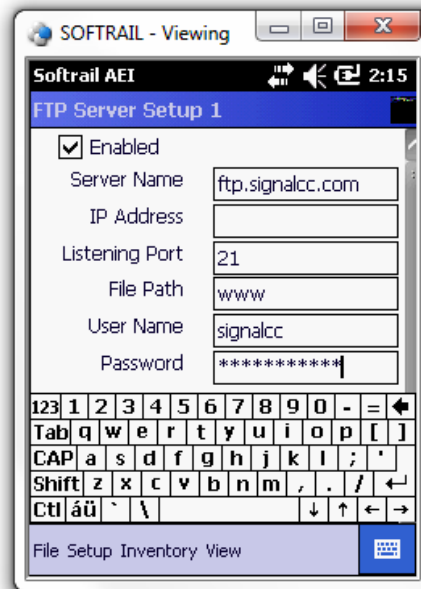 SOFTRAIL - Viewing
Softrail AEI 2:15
FTP Server Setup 1
Enabled
Server Name ftp.signalcc.com
IP Address
Listening Port 21
File Path www
User Name signalcc
Password ***********
123 1 2 3 4 5 6 7 8 9 0 - =
Tab q w e r t y u i o p [ ]
CAP a s d f g h j k l ; '
Shift z x c v b n m , . /
Ctl áü ` \
File Setup Inventory View